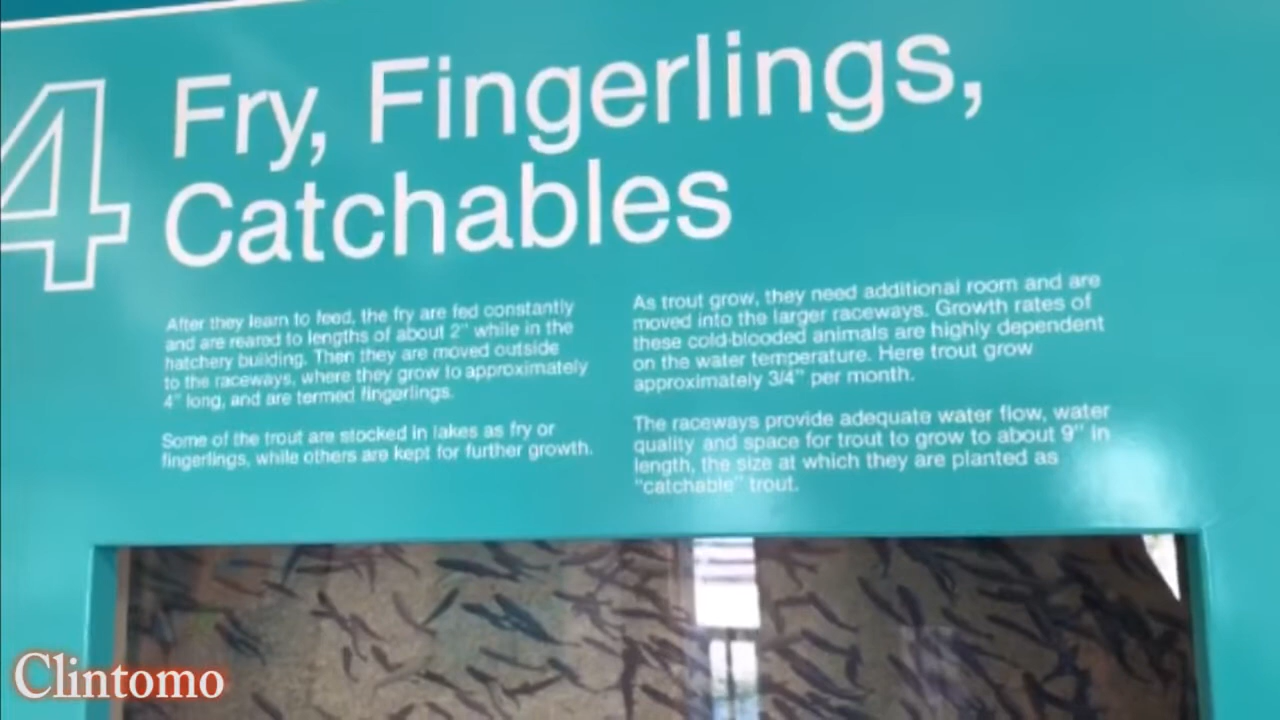 4
Fry, Fingerlings,
Catchables
After they learn to feed, the fry are fed constantly
and are reared to lengths of about 2" while in the
hatchery building. Then they are moved outside
to the raceways, where they grow to approximately
4" long, and are termed fingerlings.
Some of the trout are stocked in lakes as fry or
fingerlings, while others are kept for further growth.
As trout grow, they need additional room and are
moved into the larger raceways. Growth rates of
these cold-blooded animals are highly dependent
on the water temperature. Here trout grow
approximately 3/4" per month.
The raceways provide adequate water flow, water
quality and space for trout to grow to about 9" in
length, the size at which they are planted as
"catchable" trout.
Clintomo